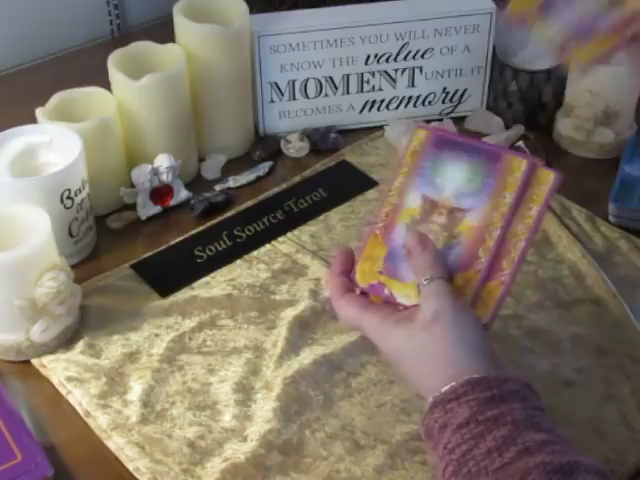 SOMETIMES YOU WILL NEVER
KNOW THE value OF A
MOMENT UNTIL IT
BECOMES A memory
Soul Source Tarot